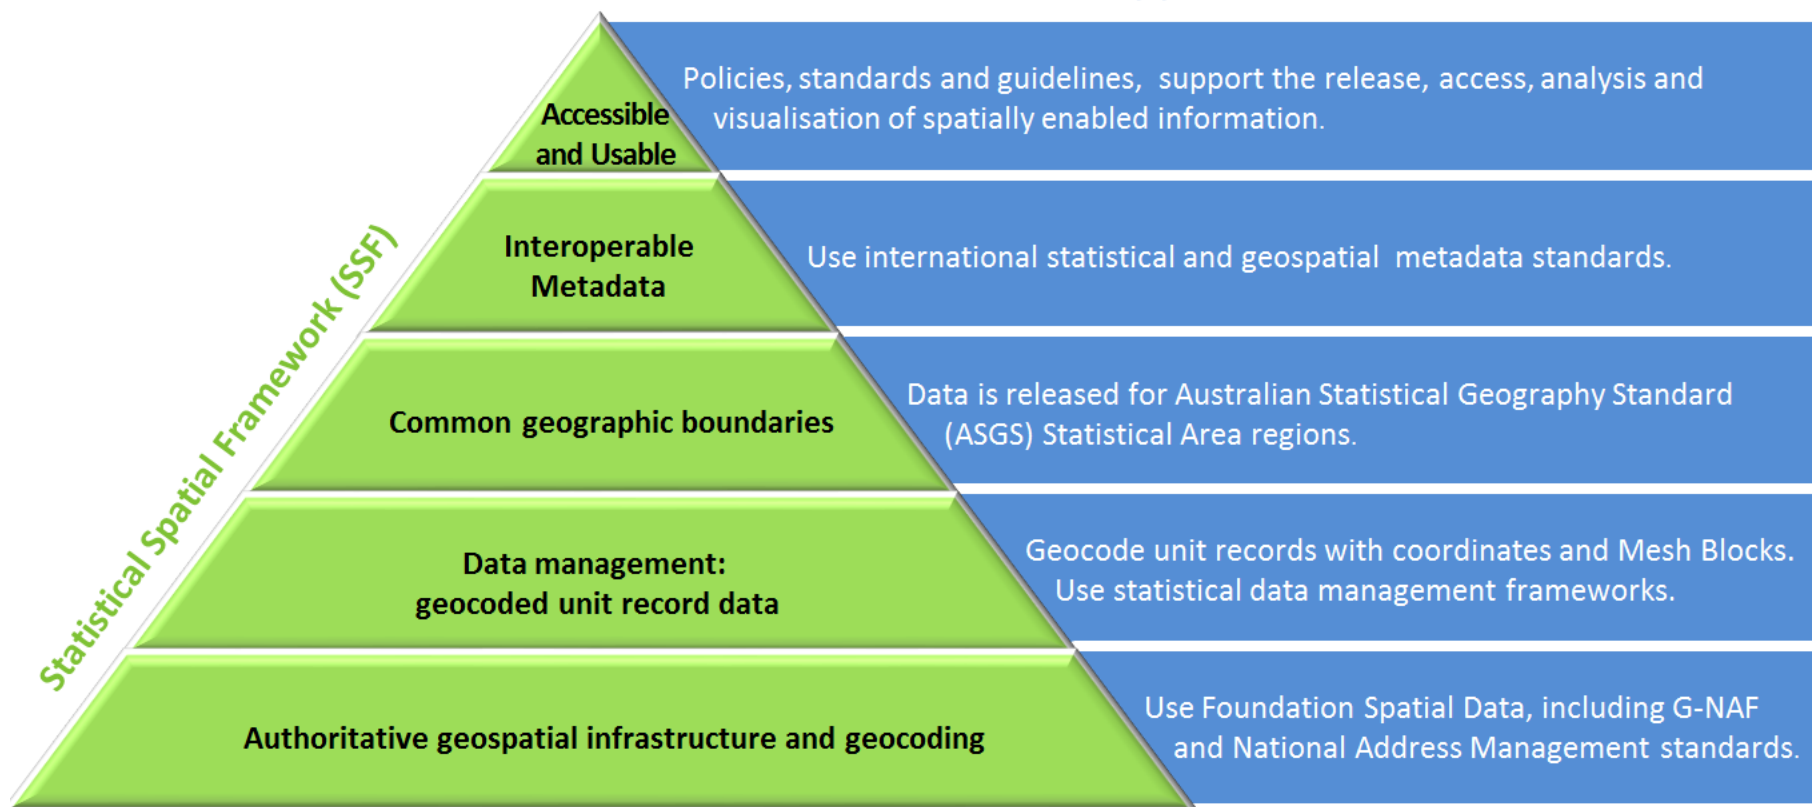 Statistical Spatial Framework (SSF)
Accessible
and Usable
Policies, standards and guidelines, support the release, access, analysis and
visualisation of spatially enabled information.
Interoperable
Metadata
Use international statistical and geospatial metadata standards.
Common geographic boundaries
Data is released for Australian Statistical Geography Standard
(ASGS) Statistical Area regions.
Data management:
geocoded unit record data
Geocode unit records with coordinates and Mesh Blocks.
Use statistical data management frameworks.
Authoritative geospatial infrastructure and geocoding
Use Foundation Spatial Data, including G-NAF
and National Address Management standards.